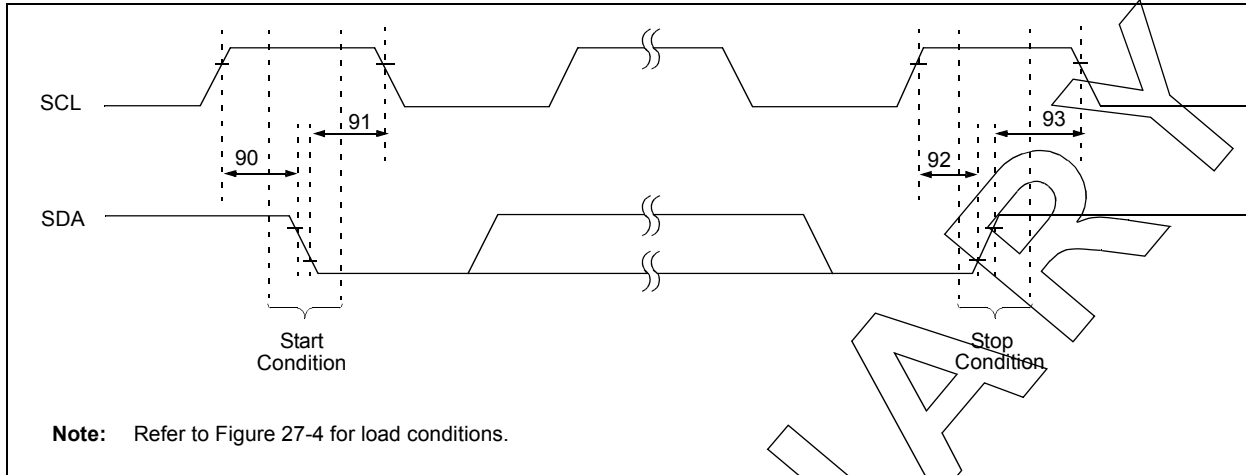 SCL
91
93
90
92
SDA
Start
Condition
Stop
Condition
Note: Refer to Figure 27-4 for load conditions.
IARY